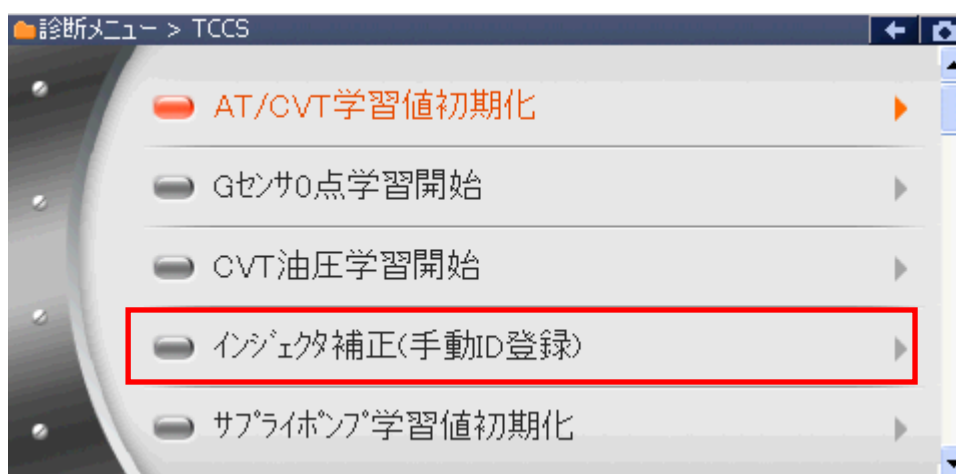 診断メニュー > TCCS
AT/CVT学習値初期化
Gセンサ0点学習開始
CVT油圧学習開始
インジェクタ補正(手動ID登録)
サプライポンプ学習値初期化